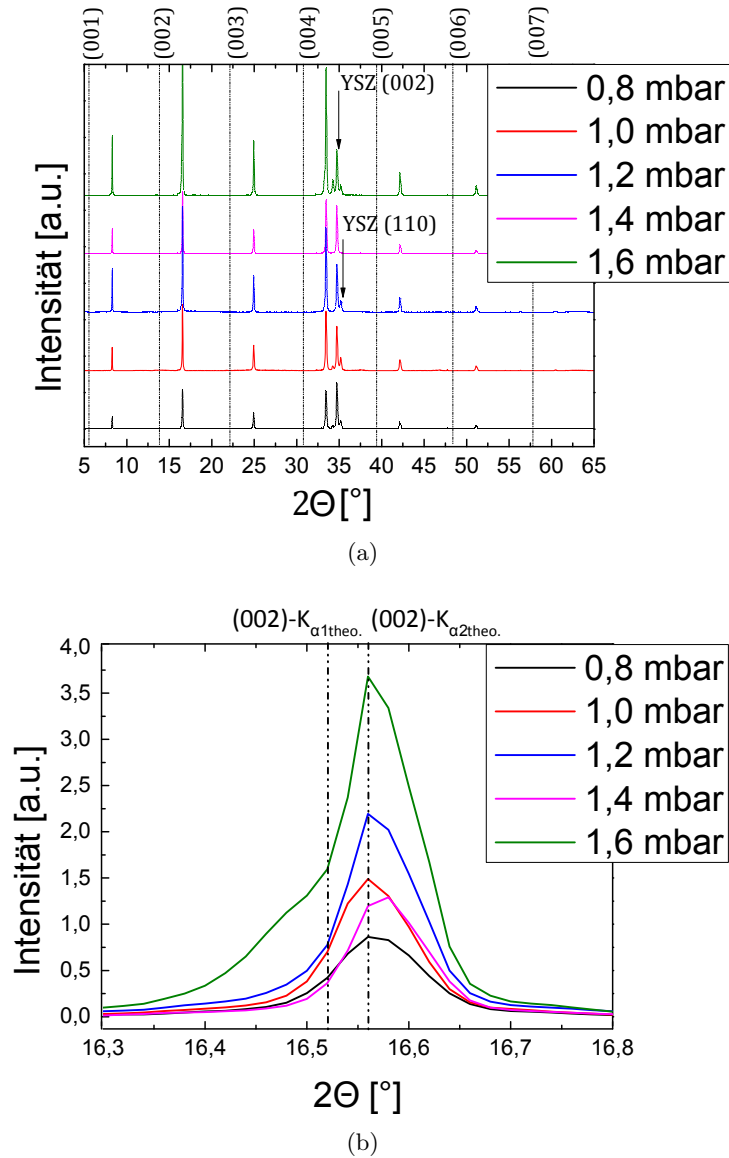 (001) (002) (003) (004) (005) (006) (007)
YSZ (002)
YSZ (110)
0,8 mbar
1,0 mbar
1,2 mbar
1,4 mbar
1,6 mbar
Intensität [a.u.]
5 10 15 20 25 30 35 40 45 50 55 60 65
2Θ[°]
(a)
(002)-Kα1theo. (002)-Kα2theo.
4,0
3,5
3,0
2,5
2,0
1,5
1,0
0,5
0,0
0,8 mbar
1,0 mbar
1,2 mbar
1,4 mbar
1,6 mbar
Intensität [a.u.]
16,3 16,4 16,5 16,6 16,7 16,8
2Θ [°]
(b)